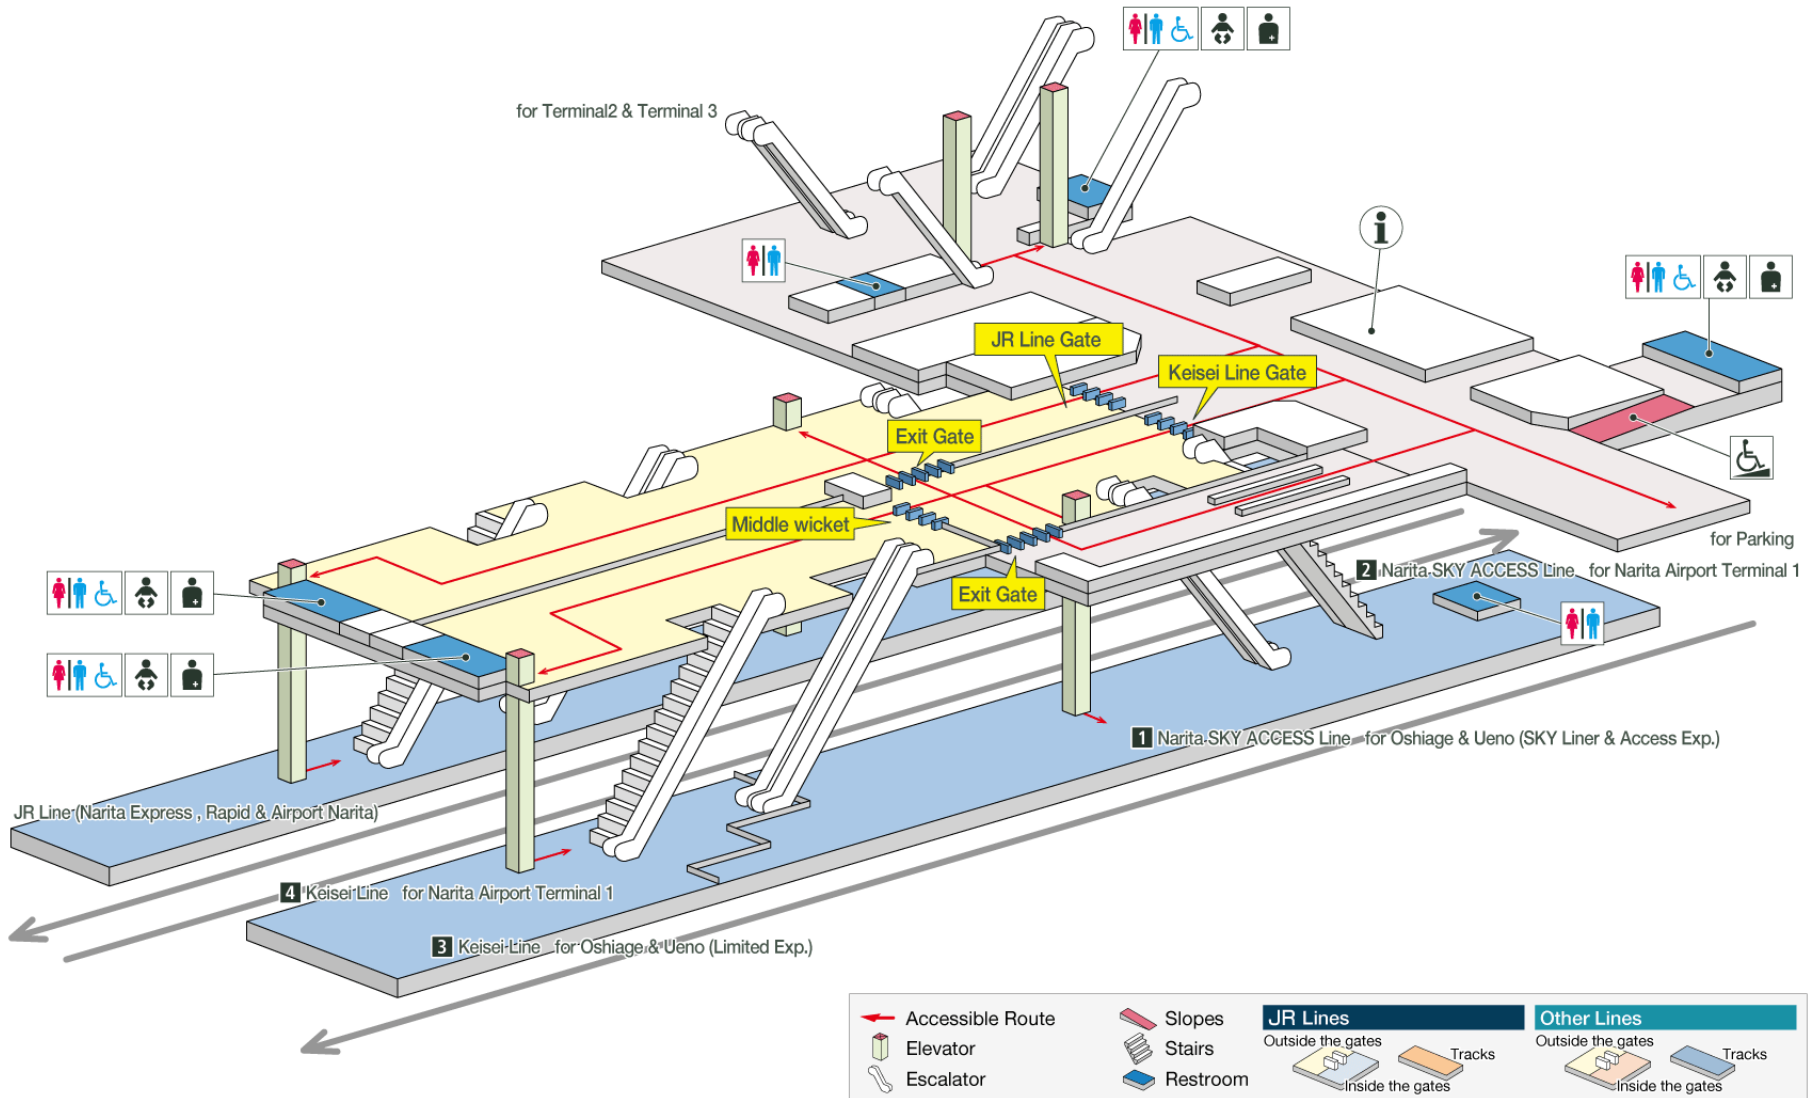 for Terminal2 & Terminal 3
JR Line Gate
Keisei Line Gate
Exit Gate
Middle wicket
Exit Gate
for Parking
2 Narita SKY ACCESS Line for Narita Airport Terminal 1
1 Narita SKY ACCESS Line for Oshiage & Ueno (SKY Liner & Access Exp.)
JR Line (Narita Express , Rapid & Airport Narita)
4 Keisei Line for Narita Airport Terminal 1
3 Keisei Line for Oshiage & Ueno (Limited Exp.)
Accessible Route
Elevator
Escalator
Slopes
Stairs
Restroom
JR Lines
Outside the gates
Tracks
Inside the gates
Other Lines
Outside the gates
Tracks
Inside the gates